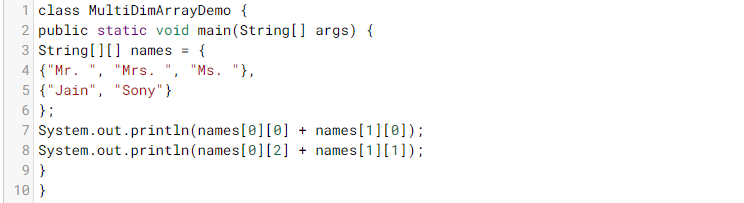 1 class MultiDimArrayDemo {
2 public static void main(String[] args) {
3 String[][] names = {
4 {"Mr. ", "Mrs. ", "Ms. "},
5 {"Jain", "Sony"}
6 };
7 System.out.println(names[0][0] + names[1][0]);
8 System.out.println(names[0][2] + names[1][1]);
9 }
10 }